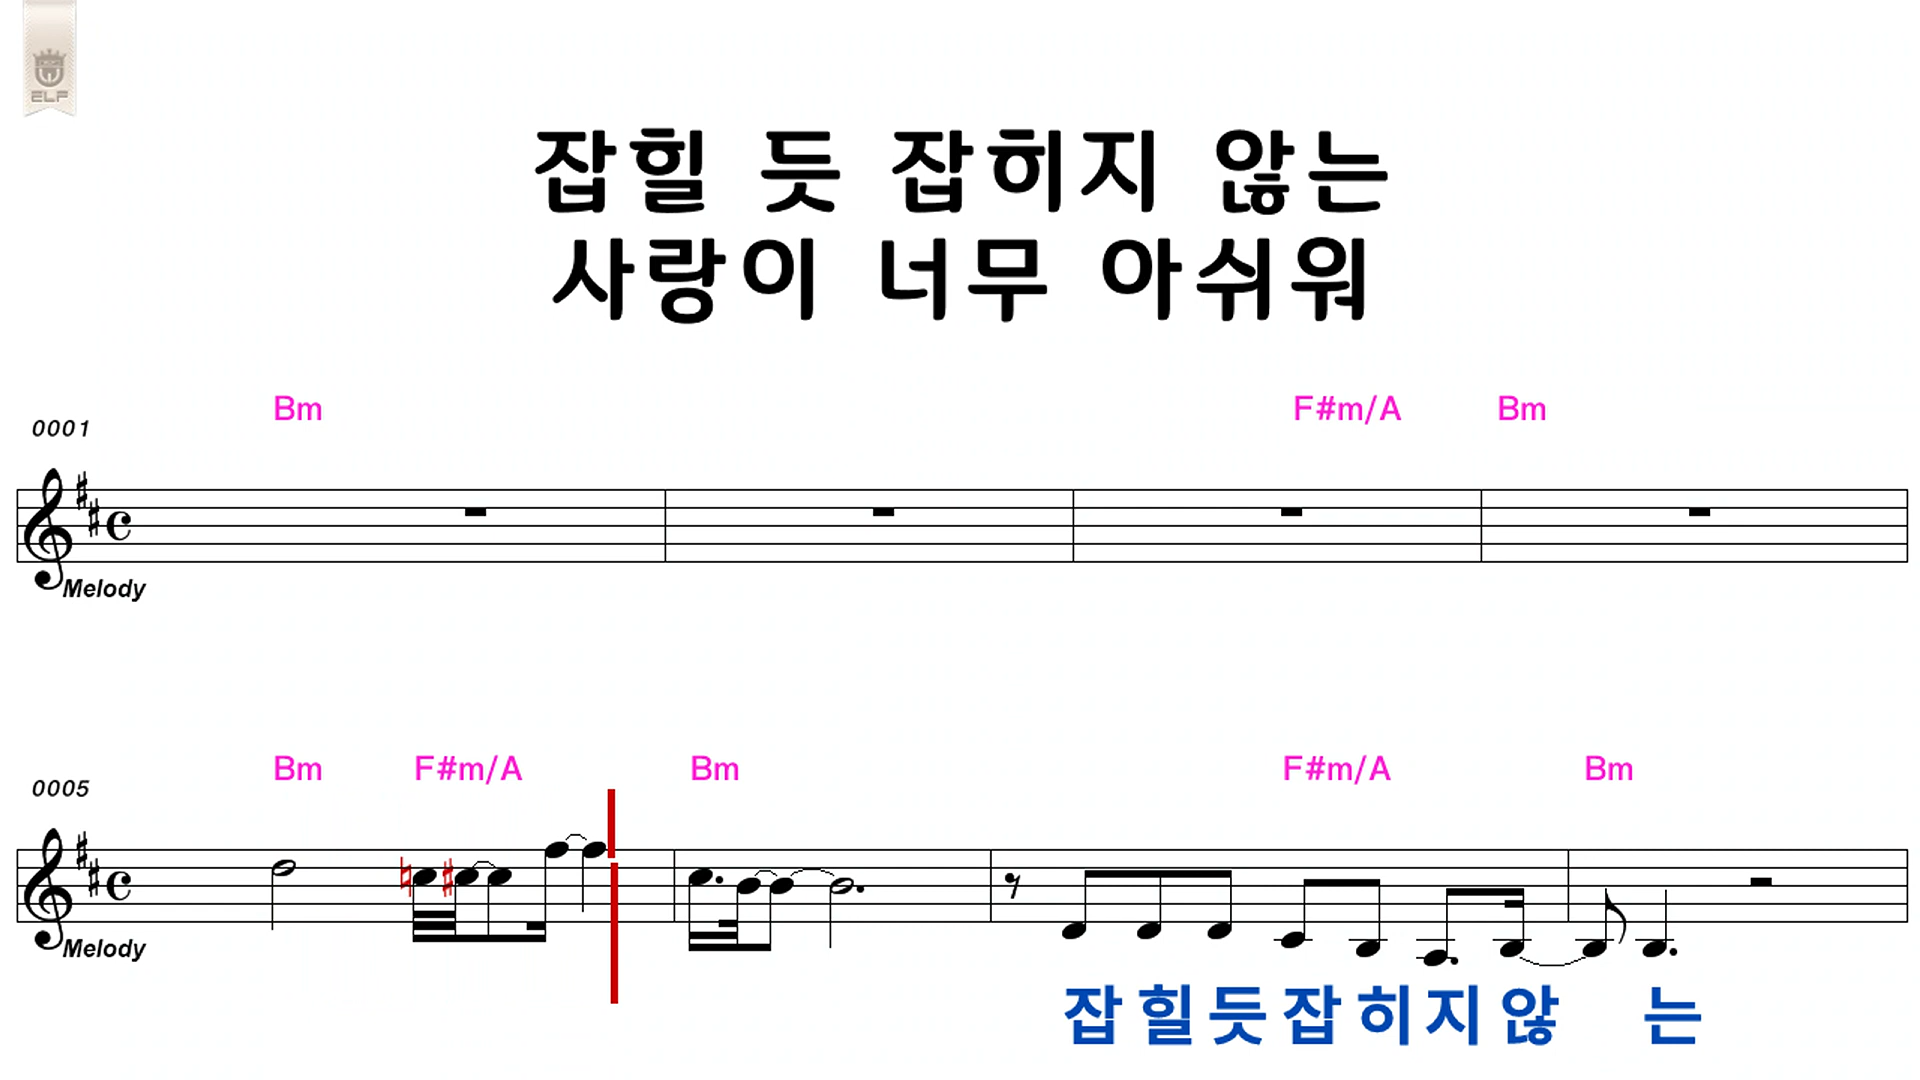 ELF
잡힐 듯 잡히지 않는
사랑이 너무 아쉬워
Bm F#m/A Bm
0001
Melody
Bm F#m/A Bm F#m/A Bm
0005
Melody
잡힐듯잡히지않 는